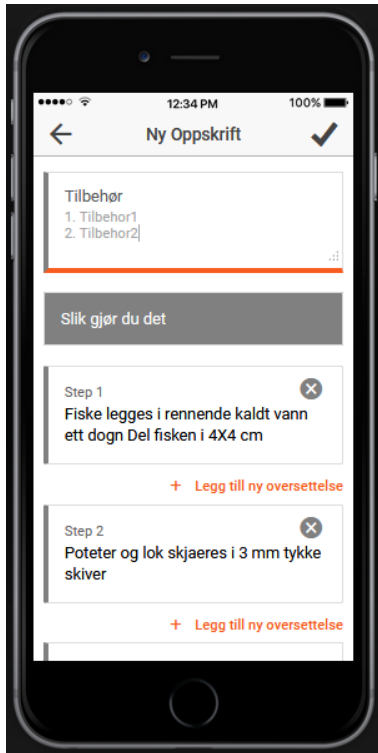 12:34 PM 100%
Ny Oppskrift
Tilbehør
1. Tilbehor1
2. Tilbehor2
Slik gjør du det
Step 1
Fiske legges i rennende kaldt vann
ett dogn Del fisken i 4X4 cm
+ Legg till ny oversettelse
Step 2
Poteter og lok skjaeres i 3 mm tykke
skiver
+ Legg till ny oversettelse